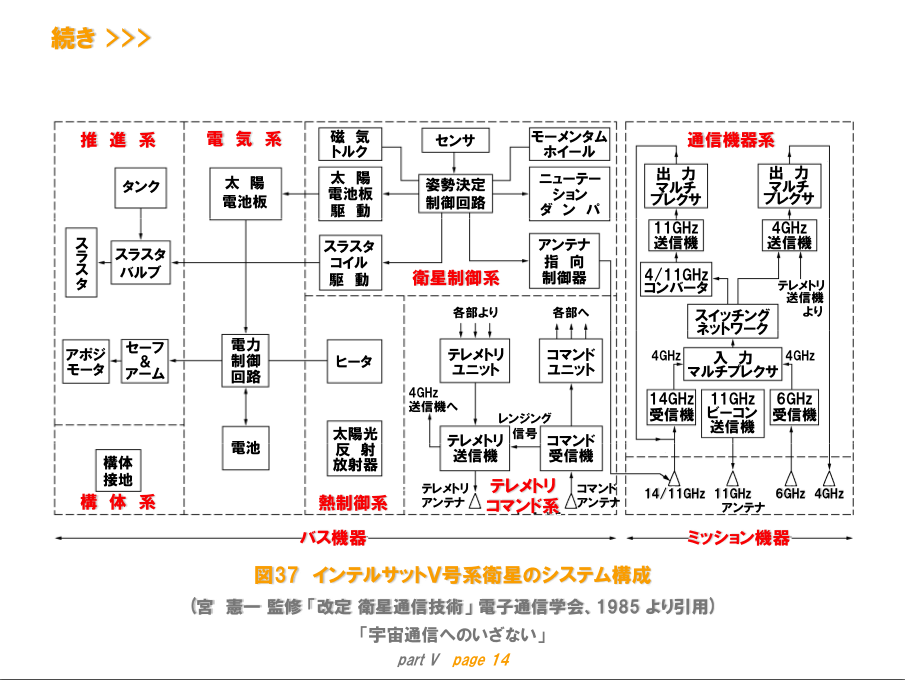 続き >>>
推 進 系
タンク
スラスタ
スラスタ
バルブ
アポジ
モータ
セーフ
&
アーム
構体
接地
構 体 系
電 気 系
太 陽
電池板
電力
制御
回路
電池
磁 気
トルク
センサ
モーメンタム
ホイール
太 陽
電池板
駆 動
姿勢決定
制御回路
ニューテー
ション
ダ ン パ
スラスタ
コイル
駆 動
アンテナ
指 向
制御器
衛星制御系
ヒータ
太陽光
反 射
放射器
熱制御系
各部より
各部へ
テレメトリ
ユニット
コマンド
ユニット
4GHz
送信機へ
レンジング
信号
テレメトリ
送信機
コマンド
受信機
テレメトリ
アンテナ
テレメトリ
コマンド系
コマンド
アンテナ
通信機器系
出 力
マルチ
プレクサ
出 力
マルチ
プレクサ
11GHz
送信機
4GHz
送信機
4/11GHz
コンバータ
テレメトリ
送信機
より
スイッチング
ネットワーク
4GHz
入 力
マルチプレクサ
4GHz
14GHz
受信機
11GHz
ビーコン
送信機
6GHz
受信機
14/11GHz
11GHz
アンテナ
6GHz
4GHz
バス機器
ミッション機器
図37 インテルサットⅤ号系衛星のシステム構成
(宮 憲一 監修 「改定 衛星通信技術」 電子通信学会、1985 より引用)
「宇宙通信へのいざない」
part Ⅴ page 14